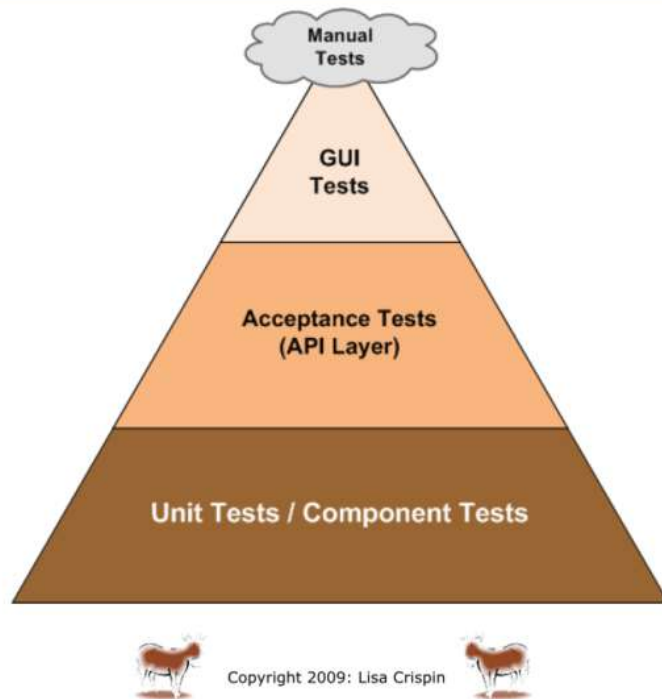 Manual
Tests
GUI
Tests
Acceptance Tests
(API Layer)
Unit Tests / Component Tests
Copyright 2009: Lisa Crispin